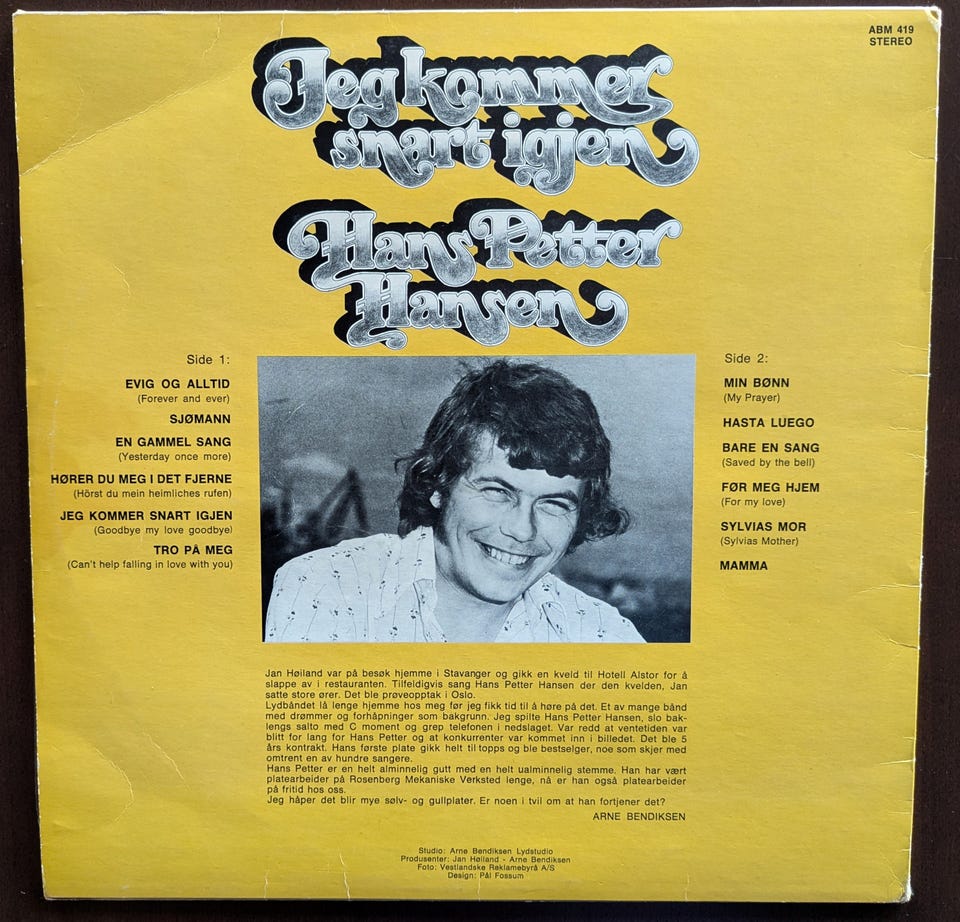 ABM 419
STEREO
Jeg kommer
snart igjen
Hans Petter
Hansen
Side 1:
EVIG OG ALLTID
(Forever and ever)
SJØMANN
EN GAMMEL SANG
(Yesterday once more)
HØRER DU MEG I DET FJERNE
(Hörst du mein heimliches rufen)
JEG KOMMER SNART IGJEN
(Goodbye my love goodbye)
TRO PÅ MEG
(Can't help falling in love with you)
Side 2:
MIN BØNN
(My Prayer)
HASTA LUEGO
BARE EN SANG
(Saved by the bell)
FØR MEG HJEM
(For my love)
SYLVIAS MOR
(Sylvias Mother)
MAMMA
Jan Høiland var på besøk hjemme i Stavanger og gikk en kveld til Hotell Alstor for å
slappe av i restauranten. Tilfeldigvis sang Hans Petter Hansen der den kvelden, Jan
satte store ører. Det ble prøveopptak i Oslo.
Lydbåndet lå lenge hjemme hos meg før jeg fikk tid til å høre på det. Et av mange bånd
med drømmer og forhåpninger som bakgrunn. Jeg spilte Hans Petter Hansen, slo bak-
lengs salto med C moment og grep telefonen i nedslaget. Var redd at ventetiden var
blitt for lang for Hans Petter og at konkurrenter var kommet inn i billedet. Det ble 5
års kontrakt. Hans første plate gikk helt til topps og ble bestselger, noe som skjer med
omtrent en av hundre sangere.
Hans Petter er en helt alminnelig gutt med en helt ualminnelig stemme. Han har vært
platearbeider på Rosenberg Mekaniske Verksted lenge, nå er han også platearbeider
på fritid hos oss.
Jeg håper det blir mye sølv- og gullplater. Er noen i tvil om at han fortjener det?
ARNE BENDIKSEN
Studio: Arne Bendiksen Lydstudio
Produsenter: Jan Høiland - Arne Bendiksen
Foto: Vestlandske Reklamebyrå A/S
Design: Pål Fossum